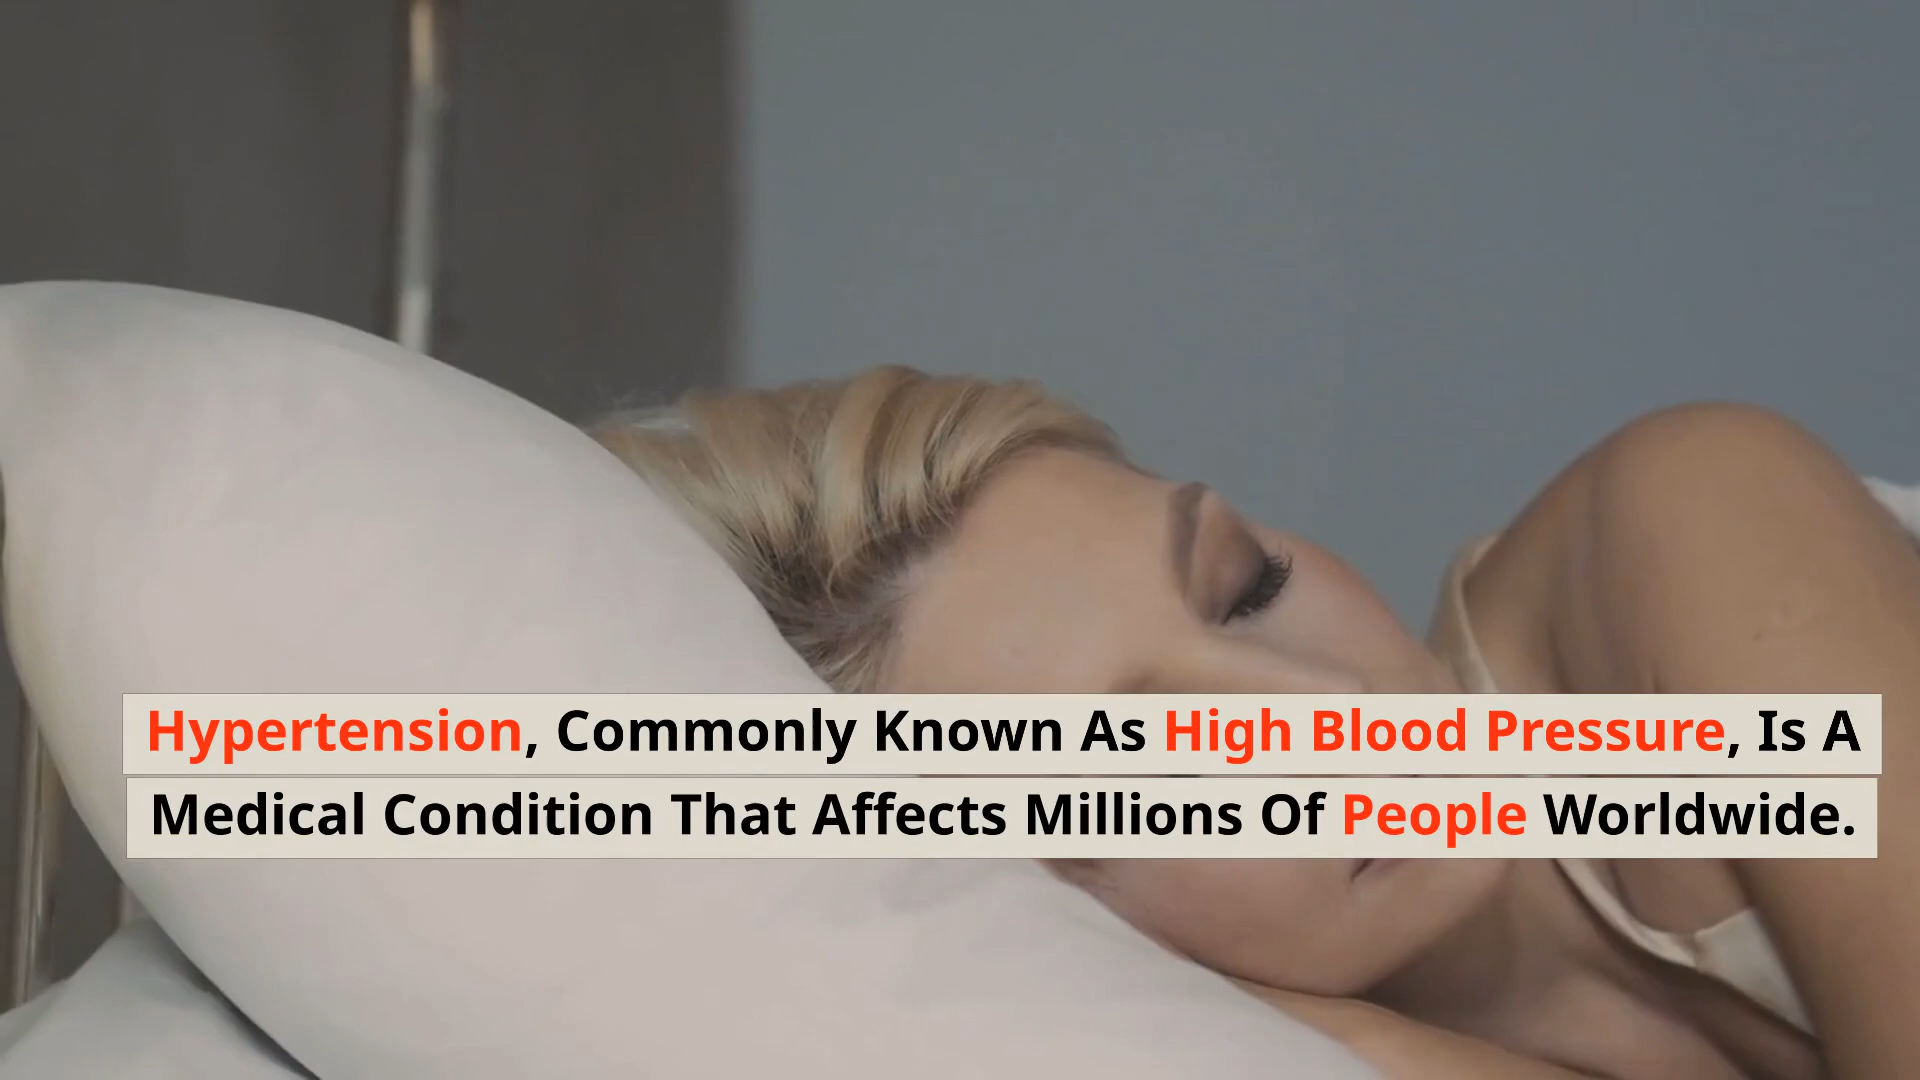 Hypertension, Commonly Known As High Blood Pressure, Is A
Medical Condition That Affects Millions Of People Worldwide.